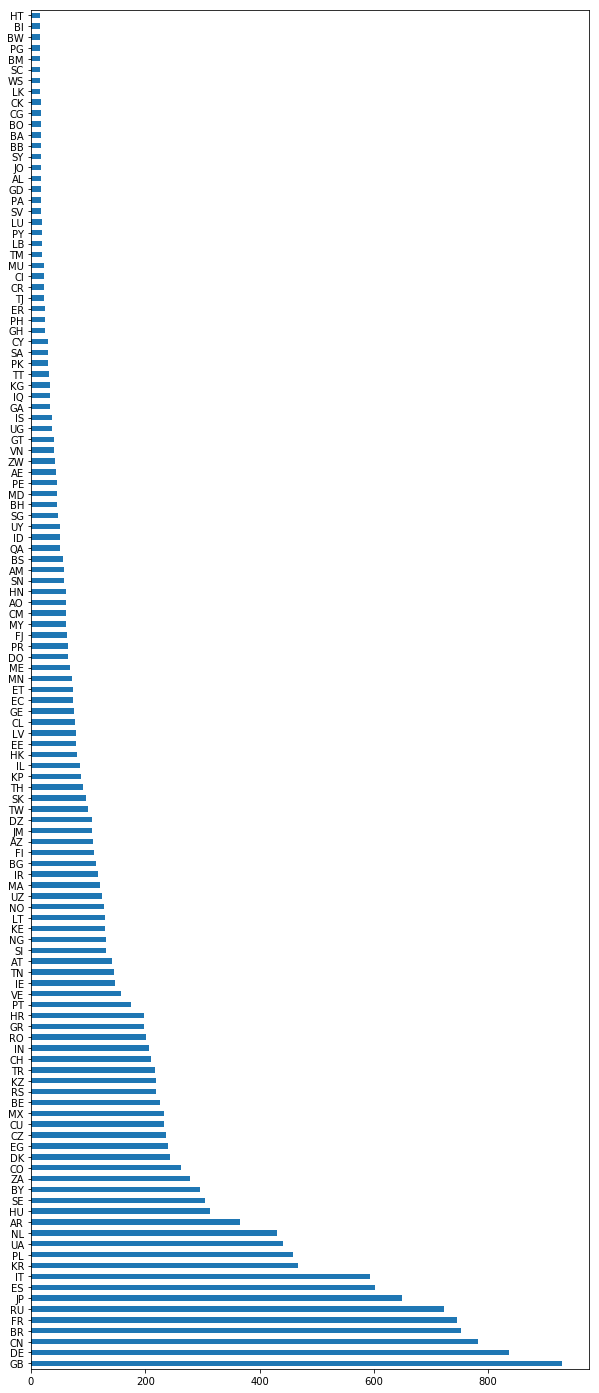 HT
BI
BW
PG
BM
SC
WS
LK
CK
CG
BO
BA
BB
SY
JO
AL
GD
PA
SV
LU
PY
LB
TM
MU
CI
CR
TJ
ER
PH
GH
CY
SA
PK
TT
KG
IQ
GA
IS
UG
GT
VN
ZW
AE
PE
MD
BH
SG
UY
ID
QA
BS
AM
SN
HN
AO
CM
MY
FJ
PR
DO
ME
MN
ET
EC
GE
CL
LV
EE
HK
IL
KP
TH
SK
TW
DZ
JM
AZ
FI
BG
IR
MA
UZ
NO
LT
KE
NG
SI
AT
TN
IE
VE
PT
HR
GR
RO
IN
CH
TR
KZ
RS
BE
MX
CU
CZ
EG
DK
CO
ZA
BY
SE
HU
AR
NL
UA
PL
KR
IT
ES
JP
RU
FR
BR
CN
DE
GB
0 200 400 600 800